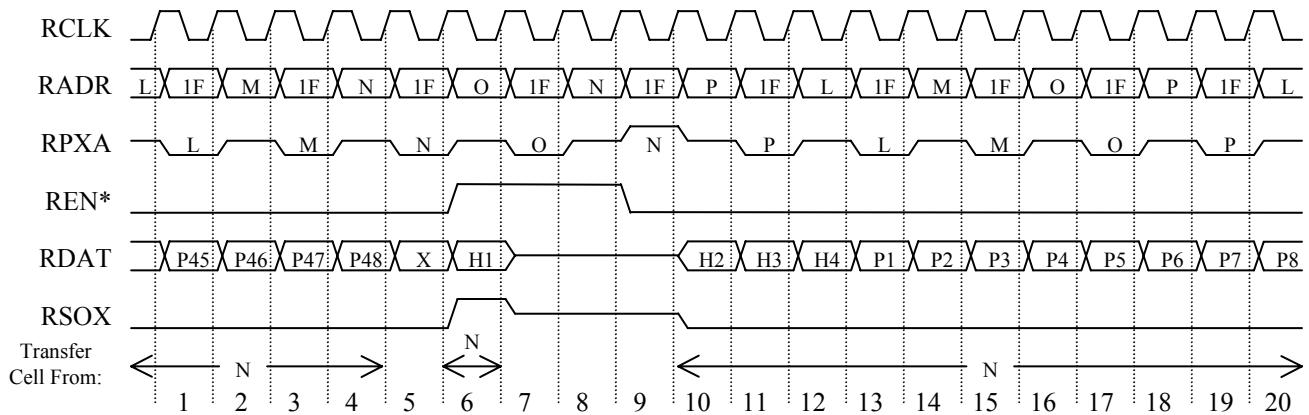 RCLK
RADR L 1F M 1F N 1F O 1F N 1F P 1F L 1F M 1F O 1F P 1F L
RPXA L M N O N P L M O P
REN*
RDAT P45 P46 P47 P48 X H1 H2 H3 H4 P1 P2 P3 P4 P5 P6 P7 P8
RSOX
Transfer
Cell From: N N N
1 2 3 4 5 6 7 8 9 10 11 12 13 14 15 16 17 18 19 20